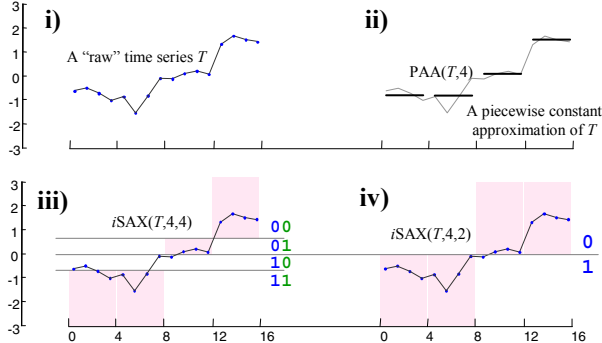 i)
ii)
3
2
1
0
-1
-2
-3
A “raw” time series T
PAA(T,4)
A piecewise constant
approximation of T
iii)
iv)
3
2
1
0
-1
-2
-3
iSAX(T,4,4)
00
01
10
11
iSAX(T,4,2)
0
1
0 4 8 12 16
0 4 8 12 16